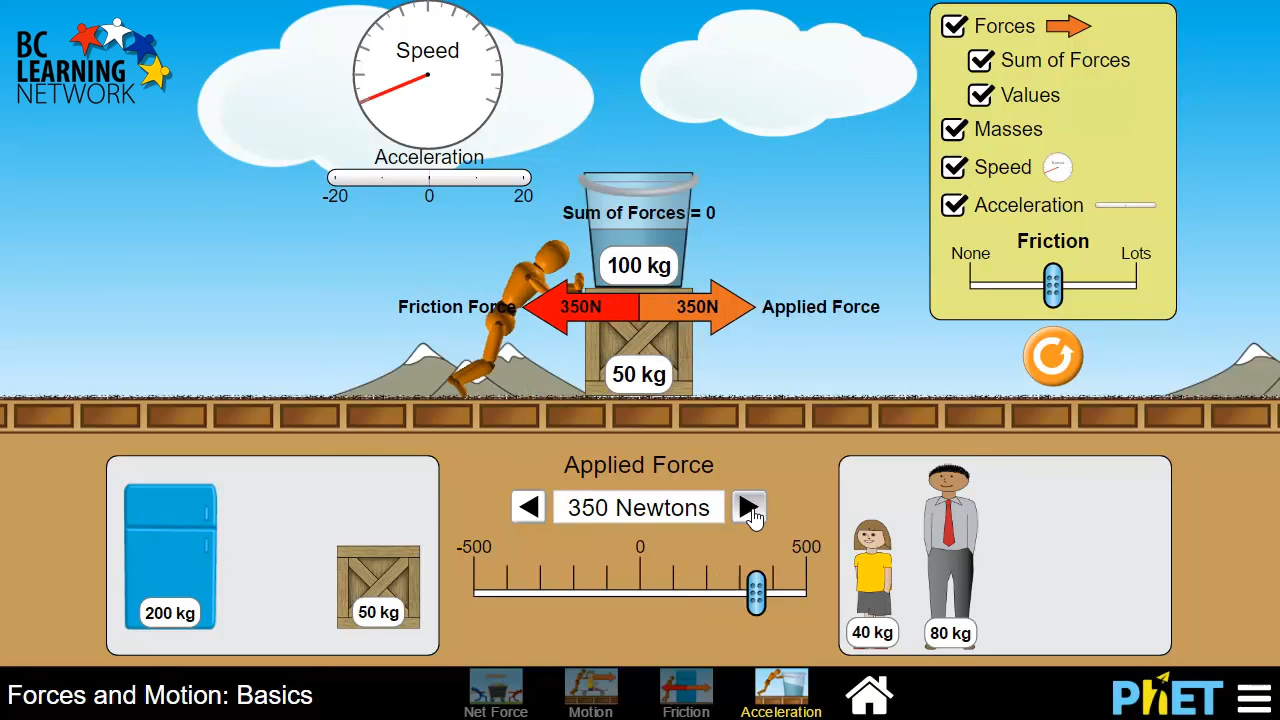 BC
LEARNING
NETWORK
Speed
Acceleration
-20 0 20
Forces
Sum of Forces
Values
Masses
Speed
Acceleration
Friction
None Lots
Sum of Forces = 0
100 kg
Friction Force 350N 350N Applied Force
50 kg
200 kg
50 kg
Applied Force
350 Newtons
-500 0 500
40 kg
80 kg
Forces and Motion: Basics
Net Force
Motion
Friction
Acceleration
PhET